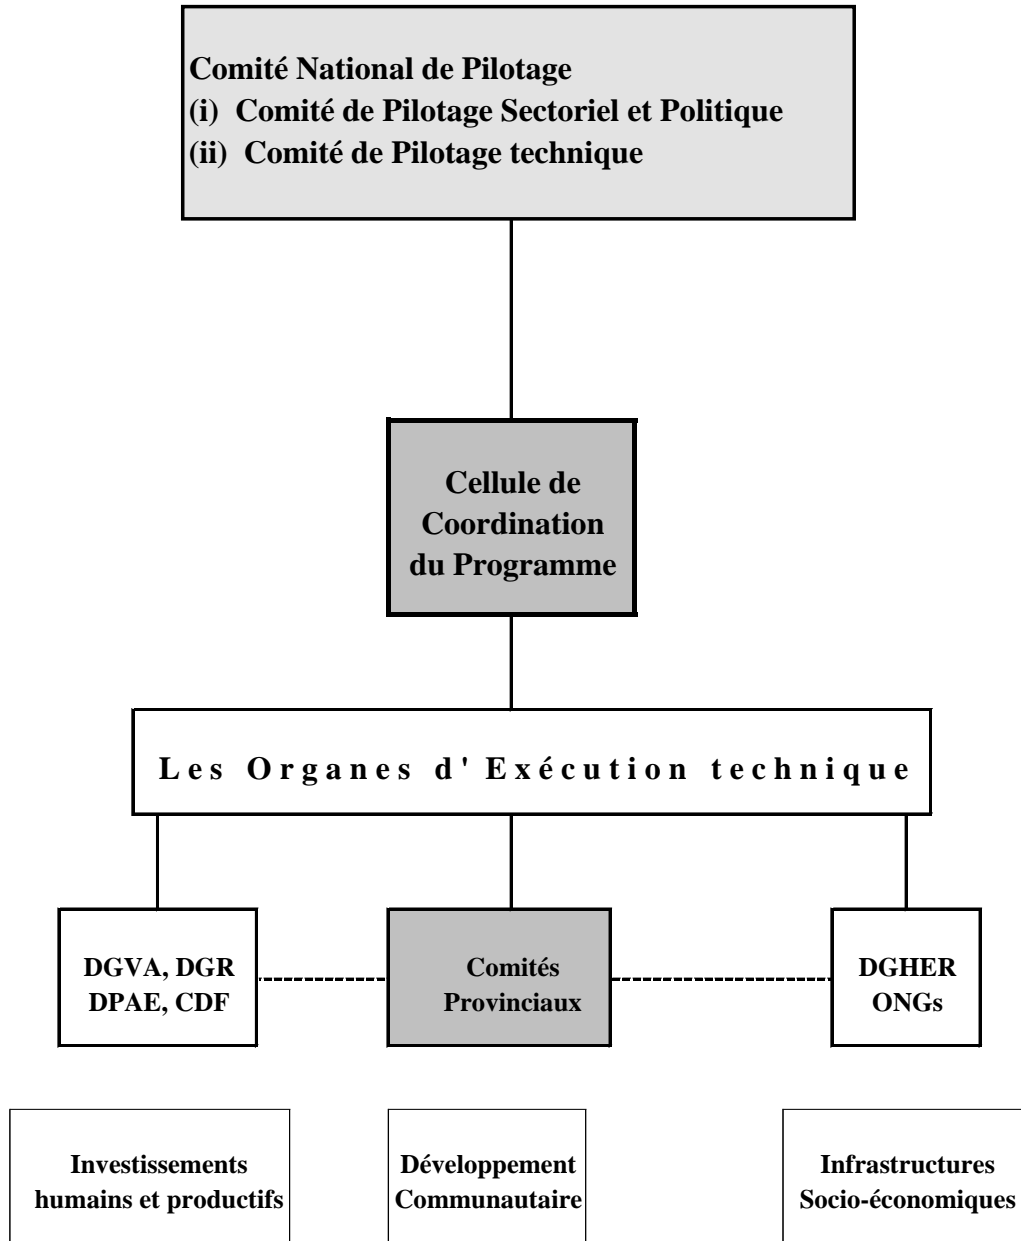 Comité National de Pilotage
(i) Comité de Pilotage Sectoriel et Politique
(ii) Comité de Pilotage technique
Cellule de
Coordination
du Programme
Les Organes d' Exécution technique
DGVA, DGR
DPAE, CDF
Comités
Provinciaux
DGHER
ONGs
Investissements
humains et productifs
Développement
Communautaire
Infrastructures
Socio-économiques